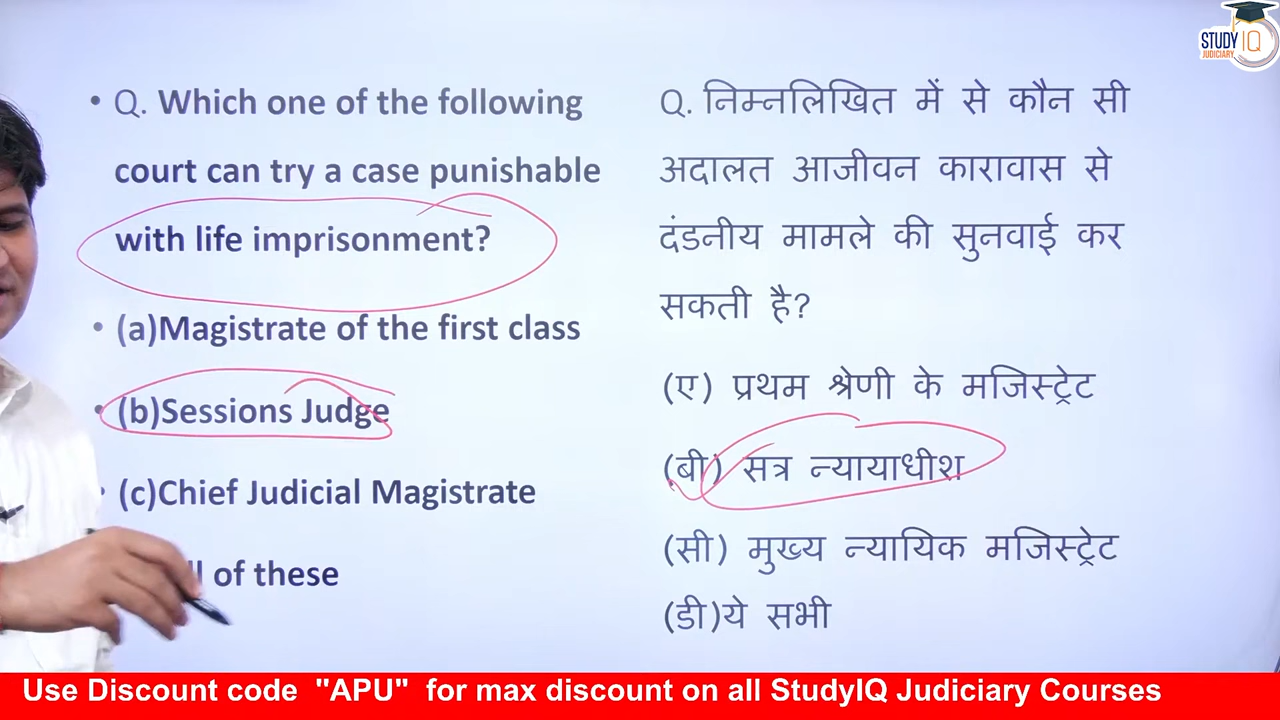 STUDY IQ
JUDICIARY
• Q. Which one of the following
court can try a case punishable
with life imprisonment?
• (a)Magistrate of the first class
• (b)Sessions Judge
• (c)Chief Judicial Magistrate
of these
Q. निम्नलिखित में से कौन सी
अदालत आजीवन कारावास से
दंडनीय मामले की सुनवाई कर
सकती है?
(ए) प्रथम श्रेणी के मजिस्ट्रेट
(बी) सत्र न्यायाधीश
(सी) मुख्य न्यायिक मजिस्ट्रेट
(डी)ये सभी
Use Discount code "APU" for max discount on all StudyIQ Judiciary Courses